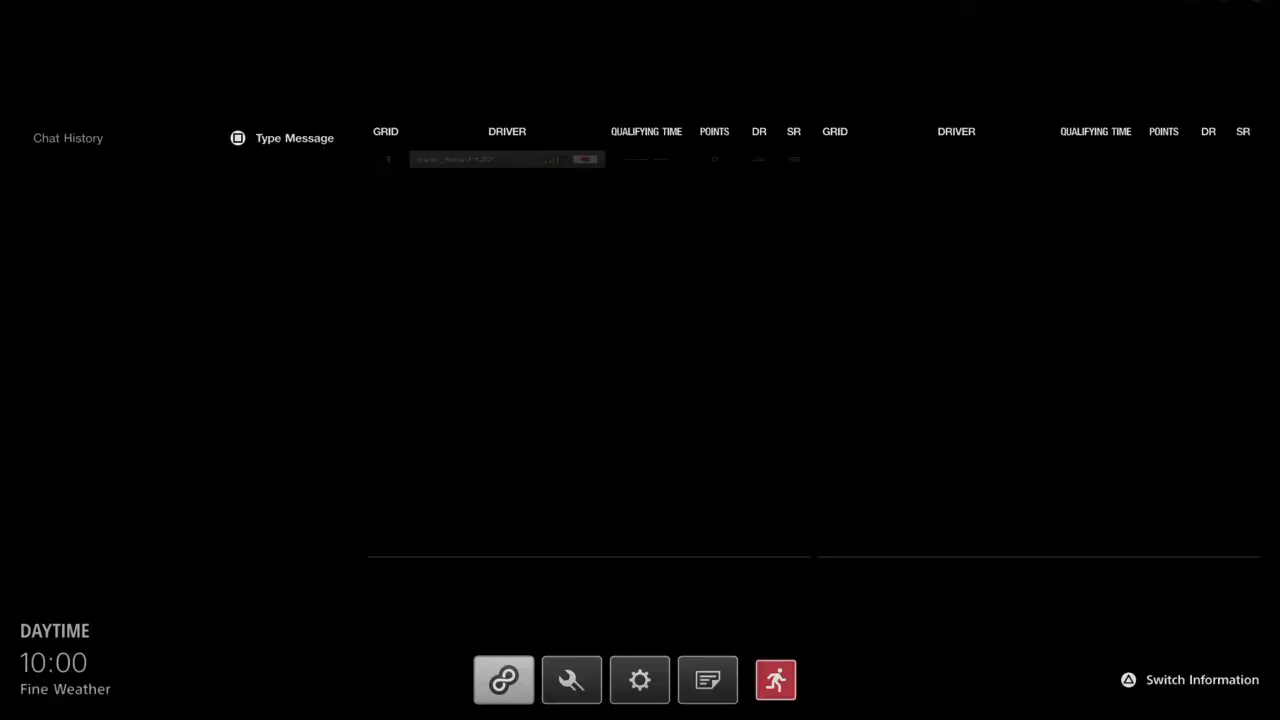 Chat History
Type Message
GRID DRIVER QUALIFYING TIME POINTS DR SR GRID DRIVER QUALIFYING TIME POINTS DR SR
1
DAYTIME
10:00
Fine Weather
Switch Information